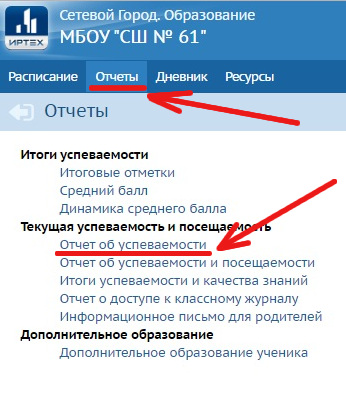 Сетевой Город. Образование
МБОУ "СШ № 61"
ИРТЕХ
Расписание Отчеты Дневник Ресурсы
Отчеты
Итоги успеваемости
Итоговые отметки
Средний балл
Динамика среднего балла
Текущая успеваемость и посещаемость
Отчет об успеваемости
Отчет об успеваемости и посещаемости
Итоги успеваемости и качества знаний
Отчет о доступе к классному журналу
Информационное письмо для родителей
Дополнительное образование
Дополнительное образование ученика